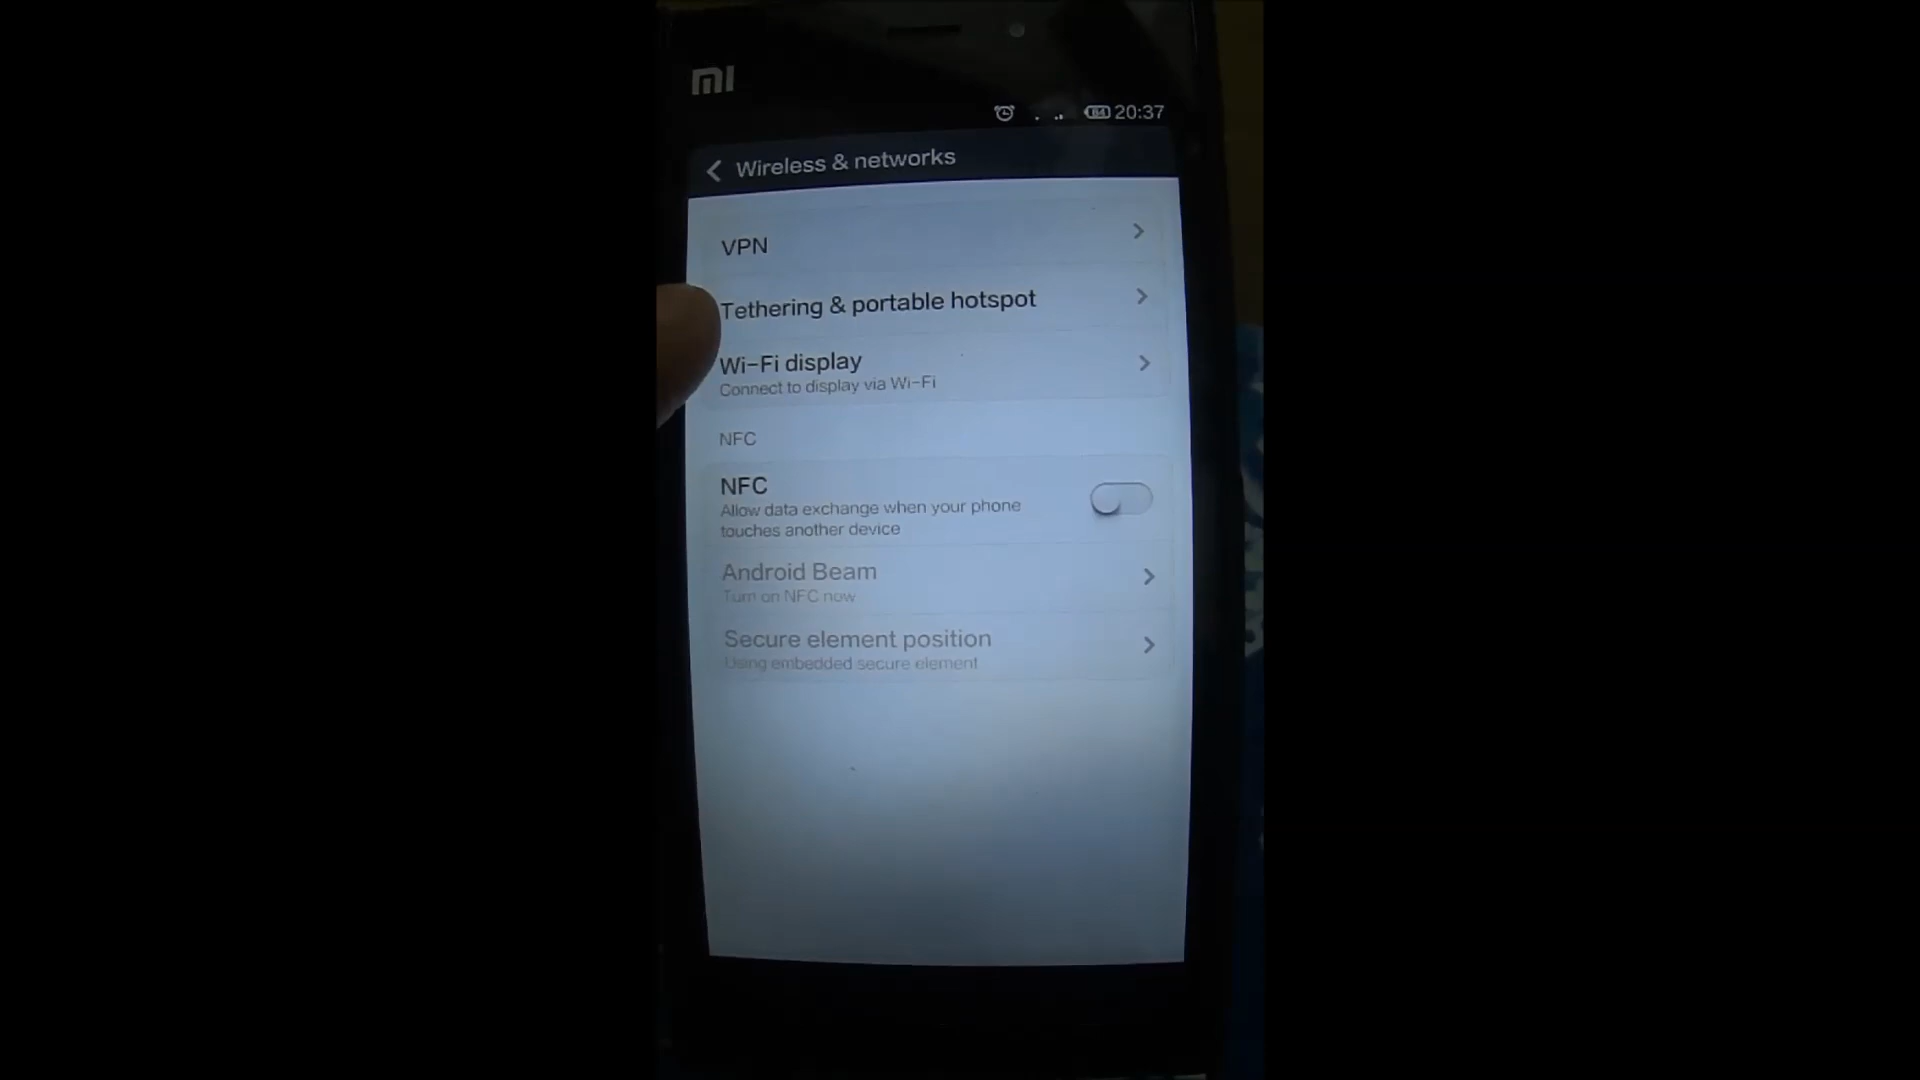 mi
84 20:37
Wireless & networks
VPN
Tethering & portable hotspot
Wi-Fi display
Connect to display via Wi-Fi
NFC
NFC
Allow data exchange when your phone
touches another device
Android Beam
Turn on NFC now
Secure element position
Using embedded secure element